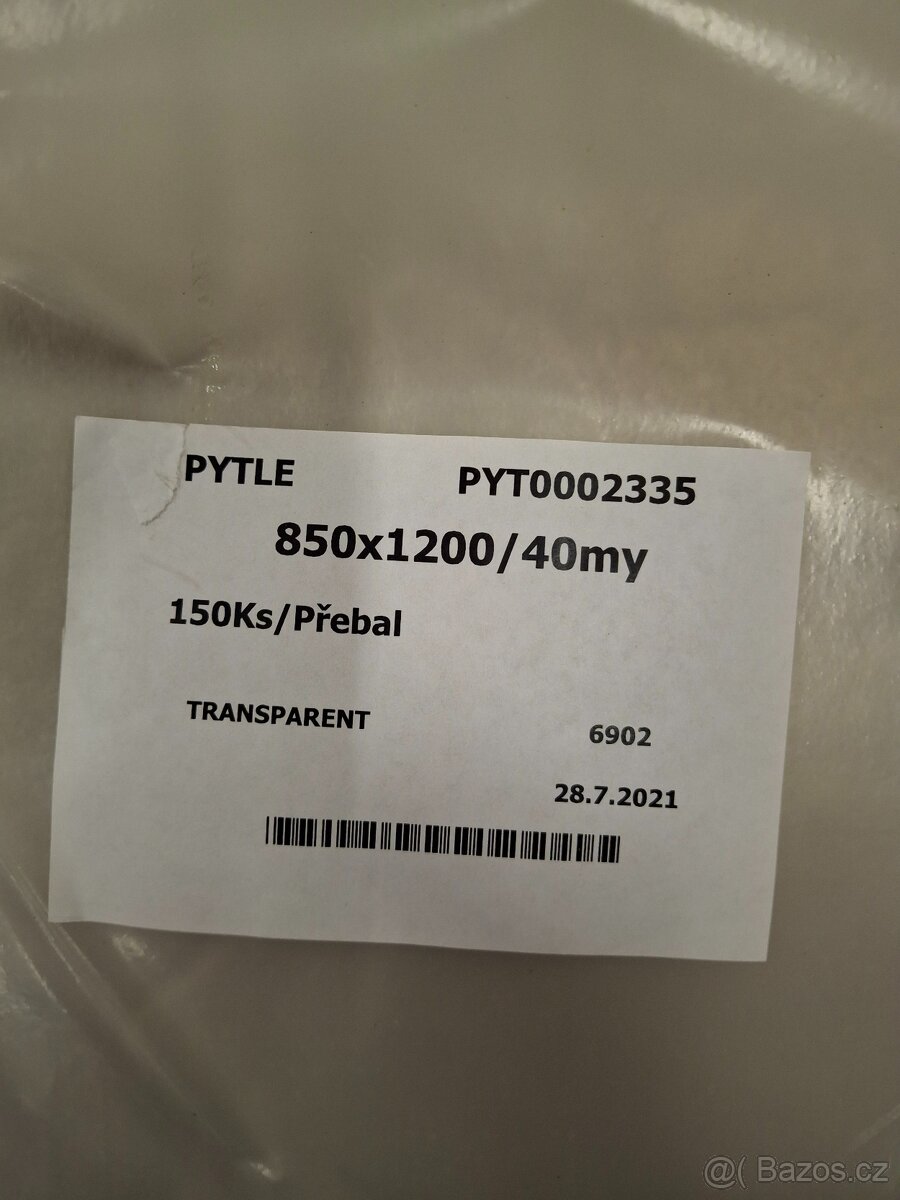 PYTLE PYT0002335
850x1200/40my
150Ks/Přebal
TRANSPARENT 6902
28.7.2021
@( Bazos.cz